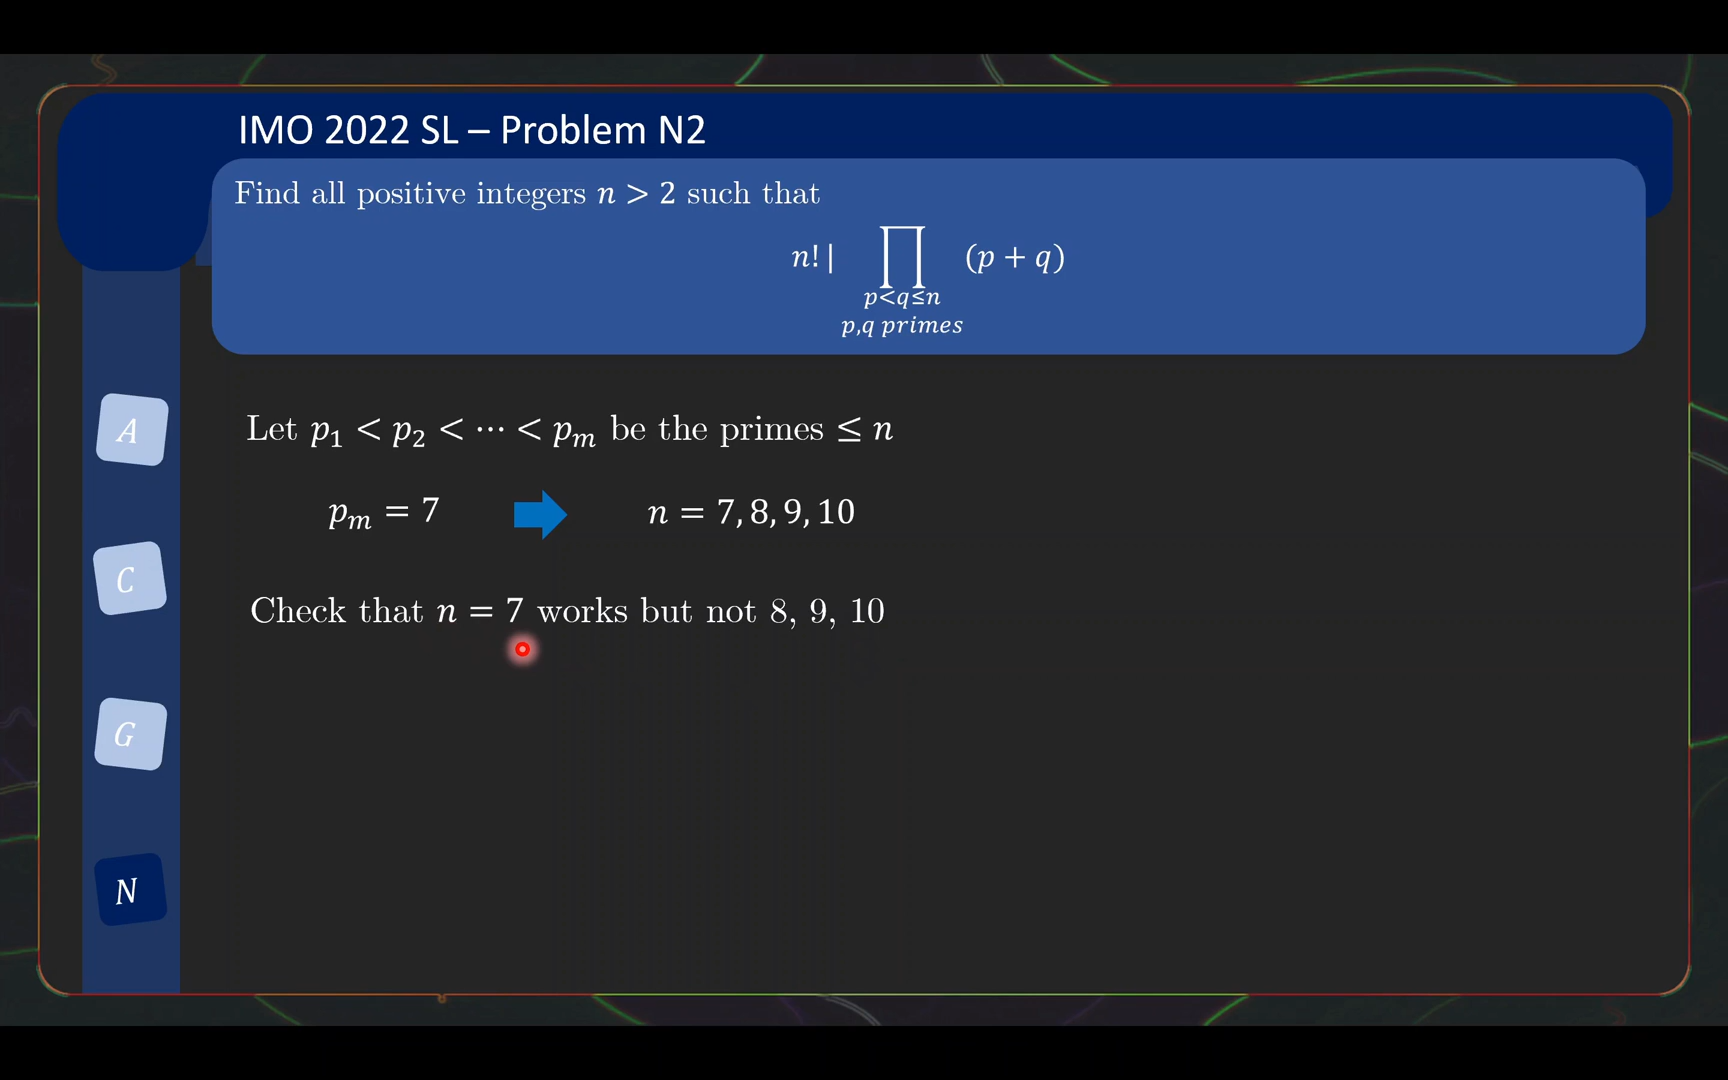 IMO 2022 SL – Problem N2
Find all positive integers n > 2 such that
n! | ∏ (p + q)
p<q≤n
p,q primes
Let p₁ < p₂ < ⋯ < pₘ be the primes ≤ n
A
pₘ = 7 n = 7, 8, 9, 10
C
Check that n = 7 works but not 8, 9, 10
G
N